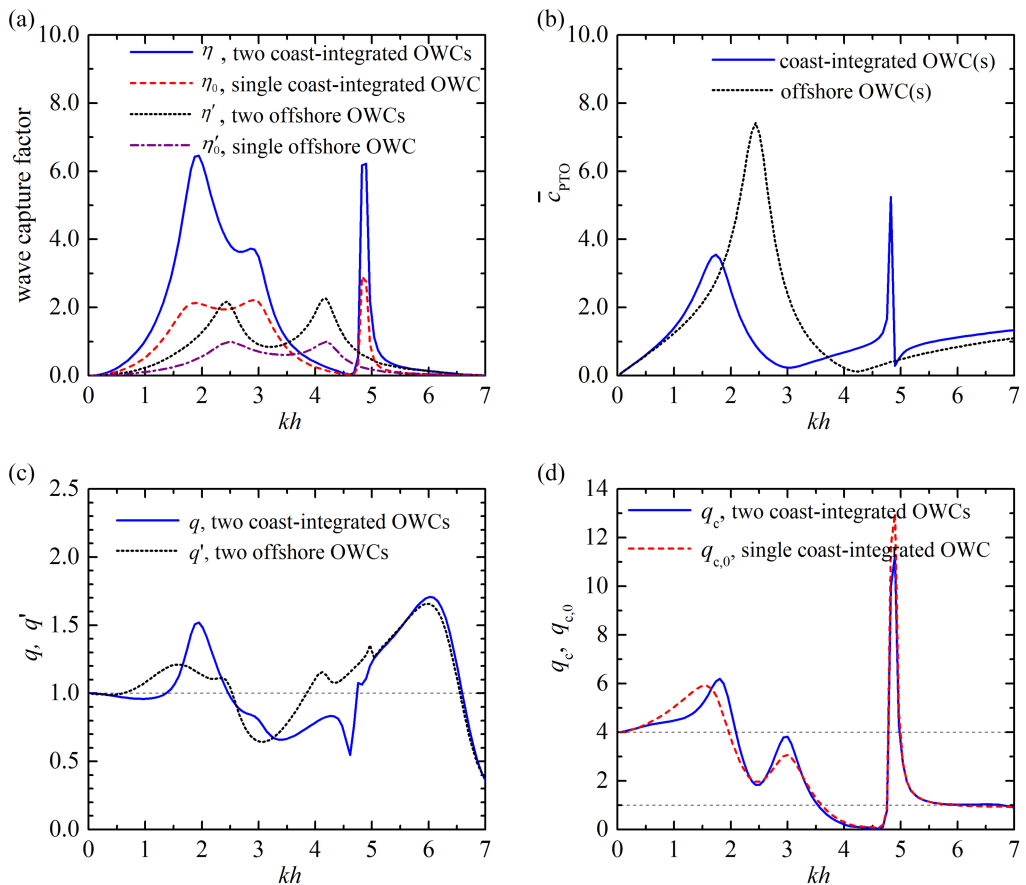 (a)
10.0
8.0
6.0
4.0
2.0
0.0
wave capture factor
η , two coast-integrated OWCs
η₀, single coast-integrated OWC
η′, two offshore OWCs
η′₀, single offshore OWC
0 1 2 3 4 5 6 7
kh
(b)
10.0
8.0
6.0
4.0
2.0
0.0
c̄PTO
coast-integrated OWC(s)
offshore OWC(s)
0 1 2 3 4 5 6 7
kh
(c)
2.5
2.0
1.5
1.0
0.5
0.0
q, q'
q, two coast-integrated OWCs
q', two offshore OWCs
0 1 2 3 4 5 6 7
kh
(d)
14
12
10
8
6
4
2
1
0
qc, qc,0
qc, two coast-integrated OWCs
qc,0, single coast-integrated OWC
0 1 2 3 4 5 6 7
kh